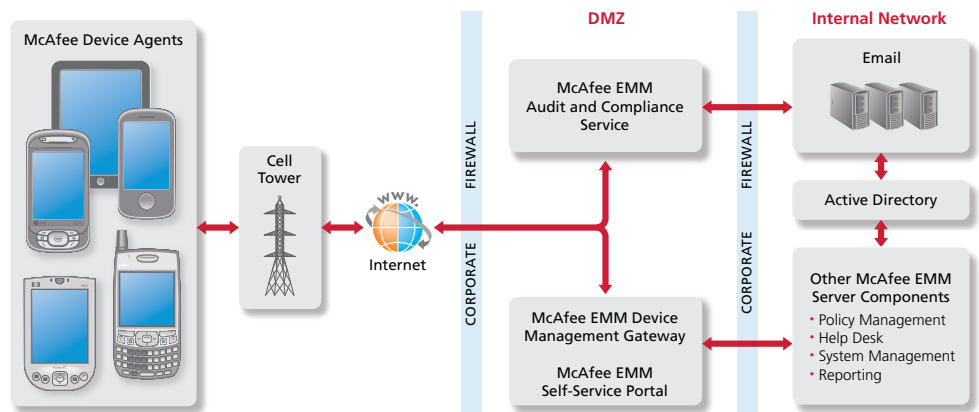 McAfee Device Agents
Cell
Tower
WWW.
Internet
CORPORATE FIREWALL
DMZ
McAfee EMM
Audit and Compliance
Service
McAfee EMM Device
Management Gateway
McAfee EMM
Self-Service Portal
CORPORATE FIREWALL
Internal Network
Email
Active Directory
Other McAfee EMM
Server Components
• Policy Management
• Help Desk
• System Management
• Reporting